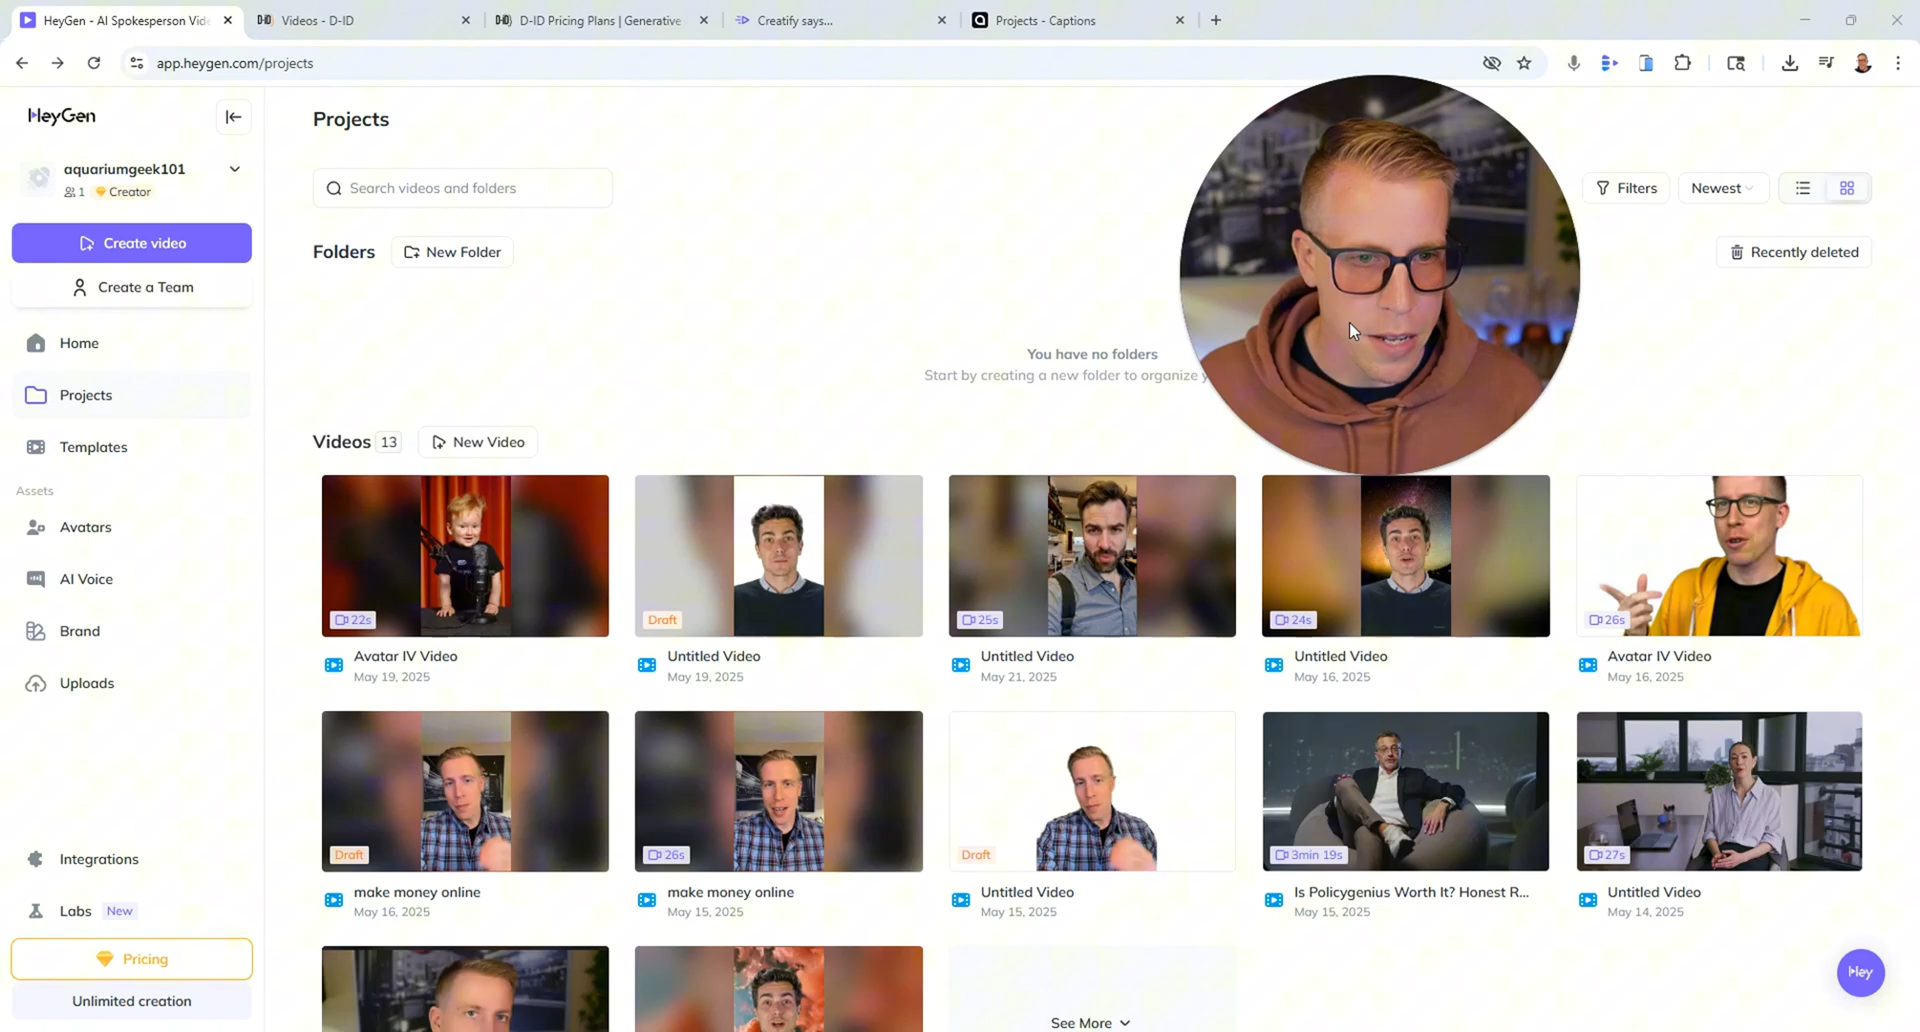 HeyGen - AI Spokesperson Vide
Videos - D-ID
D-ID Pricing Plans | Generative
Creatify says...
Projects - Captions
app.heygen.com/projects
HeyGen
aquariumgeek101
1 Creator
Create video
Create a Team
Home
Projects
Templates
Assets
Avatars
AI Voice
Brand
Uploads
Integrations
Labs New
Pricing
Unlimited creation
Projects
Search videos and folders
Filters
Newest
Folders
New Folder
Recently deleted
You have no folders
Start by creating a new folder to organize y
Videos 13
New Video
22s
Draft
25s
24s
26s
Avatar IV Video
May 19, 2025
Untitled Video
May 19, 2025
Untitled Video
May 21, 2025
Untitled Video
May 16, 2025
Avatar IV Video
May 16, 2025
Draft
26s
Draft
3min 19s
27s
make money online
May 16, 2025
make money online
May 15, 2025
Untitled Video
May 15, 2025
Is Policygenius Worth It? Honest R...
May 15, 2025
Untitled Video
May 14, 2025
See More
Hey